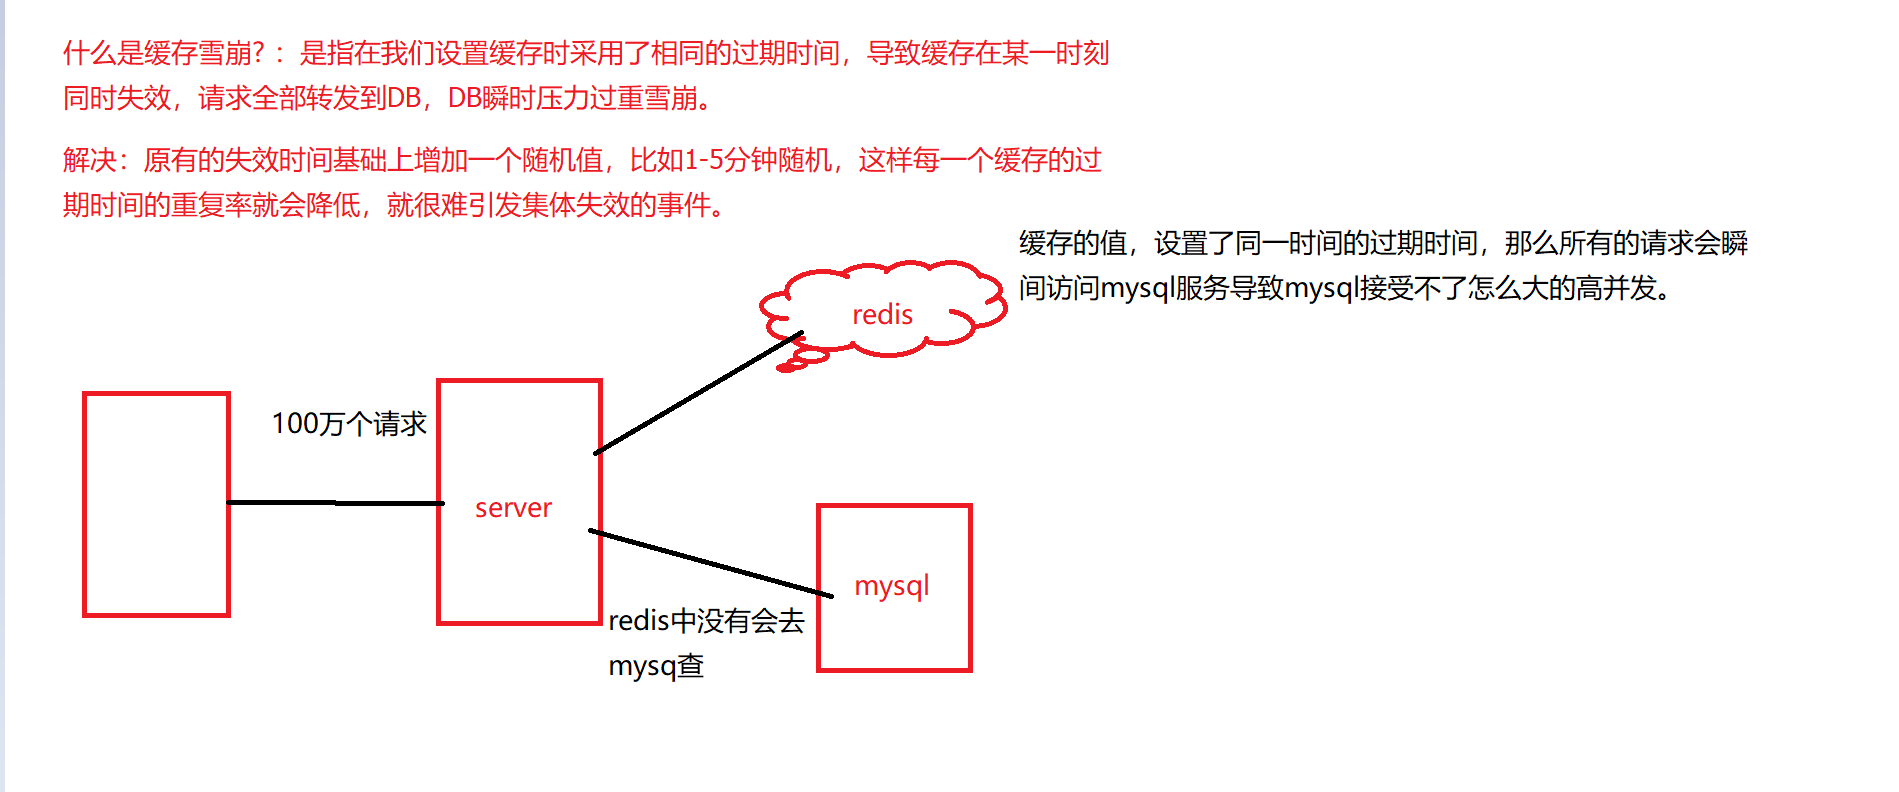 什么是缓存雪崩?：是指在我们设置缓存时采用了相同的过期时间，导致缓存在某一时刻
同时失效，请求全部转发到DB，DB瞬时压力过重雪崩。
解决：原有的失效时间基础上增加一个随机值，比如1-5分钟随机，这样每一个缓存的过
期时间的重复率就会降低，就很难引发集体失效的事件。
缓存的值，设置了同一时间的过期时间，那么所有的请求会瞬
间访问mysql服务导致mysql接受不了怎么大的高并发。
redis
100万个请求
server
mysql
redis中没有会去
mysq查